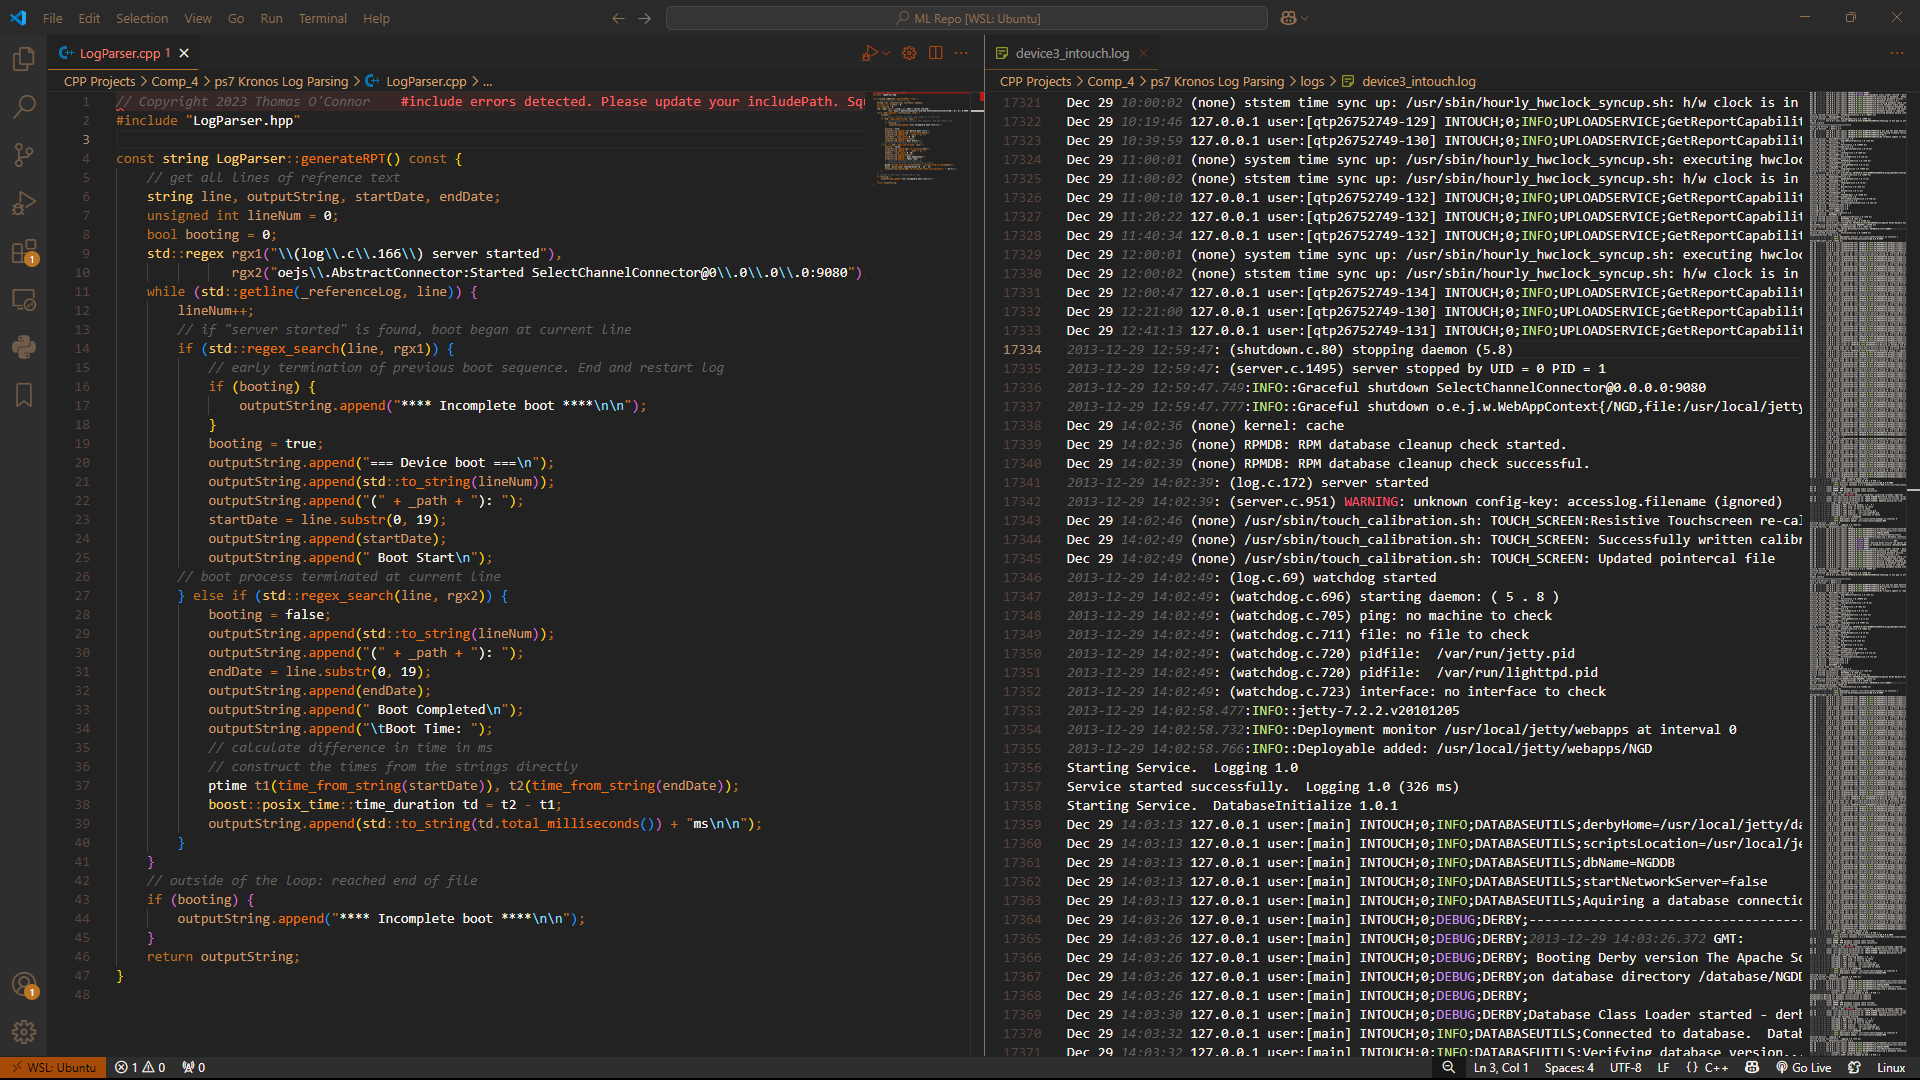 File Edit Selection View Go Run Terminal Help
ML Repo [WSL: Ubuntu]
LogParser.cpp 1
CPP Projects > Comp_4 > ps7 Kronos Log Parsing > LogParser.cpp > ...
1 // Copyright 2023 Thomas O'Connor #include errors detected. Please update your includePath. Squ
2 #include "LogParser.hpp"
3
4 const string LogParser::generateRPT() const {
5 // get all lines of refrence text
6 string line, outputString, startDate, endDate;
7 unsigned int lineNum = 0;
8 bool booting = 0;
9 std::regex rgx1("\\(log\\.c\\.166\\) server started"),
10 rgx2("oejs\\.AbstractConnector:Started SelectChannelConnector@0\\.0\\.0\\.0:9080")
11 while (std::getline(_referenceLog, line)) {
12 lineNum++;
13 // if "server started" is found, boot began at current line
14 if (std::regex_search(line, rgx1)) {
15 // early termination of previous boot sequence. End and restart log
16 if (booting) {
17 outputString.append("**** Incomplete boot ****\n\n");
18 }
19 booting = true;
20 outputString.append("=== Device boot ===\n");
21 outputString.append(std::to_string(lineNum));
22 outputString.append("(" + _path + "): ");
23 startDate = line.substr(0, 19);
24 outputString.append(startDate);
25 outputString.append(" Boot Start\n");
26 // boot process terminated at current line
27 } else if (std::regex_search(line, rgx2)) {
28 booting = false;
29 outputString.append(std::to_string(lineNum));
30 outputString.append("(" + _path + "): ");
31 endDate = line.substr(0, 19);
32 outputString.append(endDate);
33 outputString.append(" Boot Completed\n");
34 outputString.append("\tBoot Time: ");
35 // calculate difference in time in ms
36 // construct the times from the strings directly
37 ptime t1(time_from_string(startDate)), t2(time_from_string(endDate));
38 boost::posix_time::time_duration td = t2 - t1;
39 outputString.append(std::to_string(td.total_milliseconds()) + "ms\n\n");
40 }
41 }
42 // outside of the loop: reached end of file
43 if (booting) {
44 outputString.append("**** Incomplete boot ****\n\n");
45 }
46 return outputString;
47 }
48
device3_intouch.log
CPP Projects > Comp_4 > ps7 Kronos Log Parsing > logs > device3_intouch.log
17321 Dec 29 10:00:02 (none) ststem time sync up: /usr/sbin/hourly_hwclock_syncup.sh: h/w clock is in
17322 Dec 29 10:19:46 127.0.0.1 user:[qtp26752749-129] INTOUCH;0;INFO;UPLOADSERVICE;GetReportCapabilit
17323 Dec 29 10:39:59 127.0.0.1 user:[qtp26752749-130] INTOUCH;0;INFO;UPLOADSERVICE;GetReportCapabilit
17324 Dec 29 11:00:01 (none) system time sync up: /usr/sbin/hourly_hwclock_syncup.sh: executing hwcloc
17325 Dec 29 11:00:02 (none) ststem time sync up: /usr/sbin/hourly_hwclock_syncup.sh: h/w clock is in
17326 Dec 29 11:00:10 127.0.0.1 user:[qtp26752749-132] INTOUCH;0;INFO;UPLOADSERVICE;GetReportCapabilit
17327 Dec 29 11:20:22 127.0.0.1 user:[qtp26752749-132] INTOUCH;0;INFO;UPLOADSERVICE;GetReportCapabilit
17328 Dec 29 11:40:34 127.0.0.1 user:[qtp26752749-132] INTOUCH;0;INFO;UPLOADSERVICE;GetReportCapabilit
17329 Dec 29 12:00:01 (none) system time sync up: /usr/sbin/hourly_hwclock_syncup.sh: executing hwcloc
17330 Dec 29 12:00:02 (none) ststem time sync up: /usr/sbin/hourly_hwclock_syncup.sh: h/w clock is in
17331 Dec 29 12:00:47 127.0.0.1 user:[qtp26752749-134] INTOUCH;0;INFO;UPLOADSERVICE;GetReportCapabilit
17332 Dec 29 12:21:00 127.0.0.1 user:[qtp26752749-130] INTOUCH;0;INFO;UPLOADSERVICE;GetReportCapabilit
17333 Dec 29 12:41:13 127.0.0.1 user:[qtp26752749-131] INTOUCH;0;INFO;UPLOADSERVICE;GetReportCapabilit
17334 2013-12-29 12:59:47: (shutdown.c.80) stopping daemon (5.8)
17335 2013-12-29 12:59:47: (server.c.1495) server stopped by UID = 0 PID = 1
17336 2013-12-29 12:59:47.749:INFO::Graceful shutdown SelectChannelConnector@0.0.0.0:9080
17337 2013-12-29 12:59:47.777:INFO::Graceful shutdown o.e.j.w.WebAppContext{/NGD,file:/usr/local/jetty
17338 Dec 29 14:02:36 (none) kernel: cache
17339 Dec 29 14:02:36 (none) RPMDB: RPM database cleanup check started.
17340 Dec 29 14:02:39 (none) RPMDB: RPM database cleanup check successful.
17341 2013-12-29 14:02:39: (log.c.172) server started
17342 2013-12-29 14:02:39: (server.c.951) WARNING: unknown config-key: accesslog.filename (ignored)
17343 Dec 29 14:02:46 (none) /usr/sbin/touch_calibration.sh: TOUCH_SCREEN:Resistive Touchscreen re-cal
17344 Dec 29 14:02:49 (none) /usr/sbin/touch_calibration.sh: TOUCH_SCREEN: Successfully written calibr
17345 Dec 29 14:02:49 (none) /usr/sbin/touch_calibration.sh: TOUCH_SCREEN: Updated pointercal file
17346 2013-12-29 14:02:49: (log.c.69) watchdog started
17347 2013-12-29 14:02:49: (watchdog.c.696) starting daemon: ( 5 . 8 )
17348 2013-12-29 14:02:49: (watchdog.c.705) ping: no machine to check
17349 2013-12-29 14:02:49: (watchdog.c.711) file: no file to check
17350 2013-12-29 14:02:49: (watchdog.c.720) pidfile: /var/run/jetty.pid
17351 2013-12-29 14:02:49: (watchdog.c.720) pidfile: /var/run/lighttpd.pid
17352 2013-12-29 14:02:49: (watchdog.c.723) interface: no interface to check
17353 2013-12-29 14:02:58.477:INFO::jetty-7.2.2.v20101205
17354 2013-12-29 14:02:58.732:INFO::Deployment monitor /usr/local/jetty/webapps at interval 0
17355 2013-12-29 14:02:58.766:INFO::Deployable added: /usr/local/jetty/webapps/NGD
17356 Starting Service. Logging 1.0
17357 Service started successfully. Logging 1.0 (326 ms)
17358 Starting Service. DatabaseInitialize 1.0.1
17359 Dec 29 14:03:13 127.0.0.1 user:[main] INTOUCH;0;INFO;DATABASEUTILS;derbyHome=/usr/local/jetty/da
17360 Dec 29 14:03:13 127.0.0.1 user:[main] INTOUCH;0;INFO;DATABASEUTILS;scriptsLocation=/usr/local/je
17361 Dec 29 14:03:13 127.0.0.1 user:[main] INTOUCH;0;INFO;DATABASEUTILS;dbName=NGDDB
17362 Dec 29 14:03:13 127.0.0.1 user:[main] INTOUCH;0;INFO;DATABASEUTILS;startNetworkServer=false
17363 Dec 29 14:03:13 127.0.0.1 user:[main] INTOUCH;0;INFO;DATABASEUTILS;Aquiring a database connectio
17364 Dec 29 14:03:26 127.0.0.1 user:[main] INTOUCH;0;DEBUG;DERBY;------------------------------------
17365 Dec 29 14:03:26 127.0.0.1 user:[main] INTOUCH;0;DEBUG;DERBY;2013-12-29 14:03:26.372 GMT:
17366 Dec 29 14:03:26 127.0.0.1 user:[main] INTOUCH;0;DEBUG;DERBY; Booting Derby version The Apache So
17367 Dec 29 14:03:26 127.0.0.1 user:[main] INTOUCH;0;DEBUG;DERBY;on database directory /database/NGDD
17368 Dec 29 14:03:26 127.0.0.1 user:[main] INTOUCH;0;DEBUG;DERBY;
17369 Dec 29 14:03:30 127.0.0.1 user:[main] INTOUCH;0;DEBUG;DERBY;Database Class Loader started - derb
17370 Dec 29 14:03:32 127.0.0.1 user:[main] INTOUCH;0;INFO;DATABASEUTILS;Connected to database. Datab
17371 Dec 29 14:03:32 127.0.0.1 user:[main] INTOUCH;0;INFO;DATABASEUTILS;Verifying database version...
WSL: Ubuntu 1 0 0
Ln 3, Col 1 Spaces: 4 UTF-8 LF {} C++ Go Live Linux